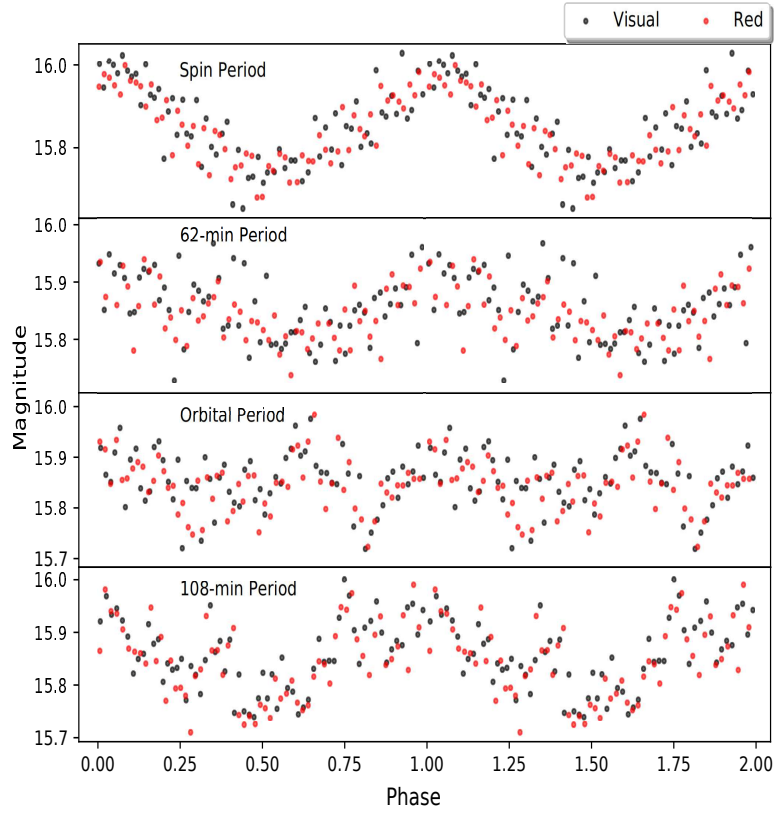 Visual Red
16.0
Spin Period
15.8
16.0
62-min Period
15.9
15.8
Magnitude
16.0
Orbital Period
15.9
15.8
15.7
16.0
108-min Period
15.9
15.8
15.7
0.00 0.25 0.50 0.75 1.00 1.25 1.50 1.75 2.00
Phase